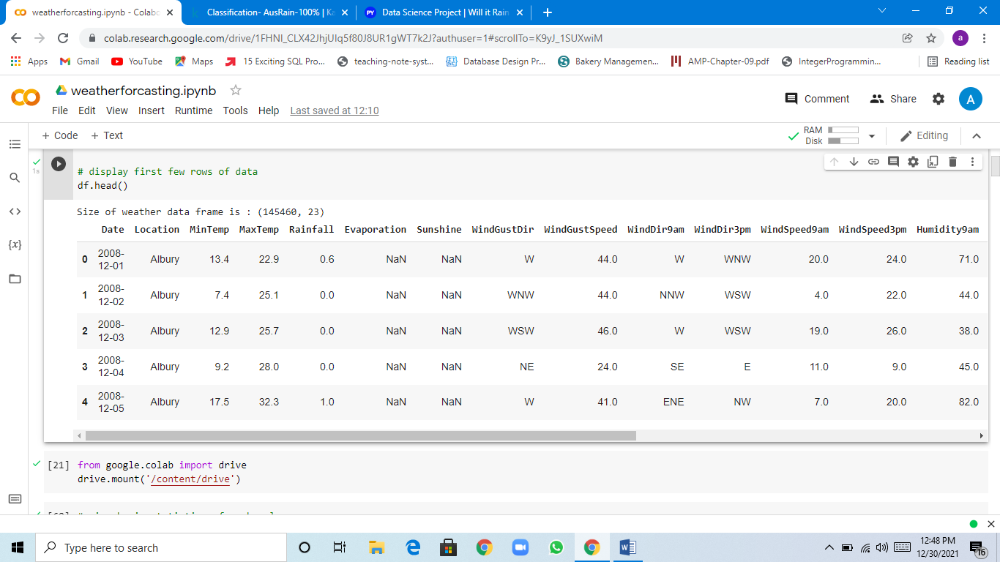 weatherforcasting.ipynb - Colabo
Classification- AusRain-100% | Ka
PY Data Science Project | Will it Rain
colab.research.google.com/drive/1FHNI_CLX42JhjUIq5f80J8UR1gWT7k2J?authuser=1#scrollTo=K9yJ_1SUXwiM
a
Apps Gmail YouTube Maps 15 Exciting SQL Pro... teaching-note-syst... Database Design Pr... Bakery Managemen... AMP-Chapter-09.pdf IntegerProgrammin... Reading list
weatherforcasting.ipynb
Comment Share A
File Edit View Insert Runtime Tools Help Last saved at 12:10
+ Code + Text
RAM
Disk
Editing
1s
# display first few rows of data
df.head()
Size of weather data frame is : (145460, 23)
Date Location MinTemp MaxTemp Rainfall Evaporation Sunshine WindGustDir WindGustSpeed WindDir9am WindDir3pm WindSpeed9am WindSpeed3pm Humidity9am
0 2008-12-01 Albury 13.4 22.9 0.6 NaN NaN W 44.0 W WNW 20.0 24.0 71.0
1 2008-12-02 Albury 7.4 25.1 0.0 NaN NaN WNW 44.0 NNW WSW 4.0 22.0 44.0
2 2008-12-03 Albury 12.9 25.7 0.0 NaN NaN WSW 46.0 W WSW 19.0 26.0 38.0
3 2008-12-04 Albury 9.2 28.0 0.0 NaN NaN NE 24.0 SE E 11.0 9.0 45.0
4 2008-12-05 Albury 17.5 32.3 1.0 NaN NaN W 41.0 ENE NW 7.0 20.0 82.0
[21] from google.colab import drive
drive.mount('/content/drive')
Type here to search
12:48 PM
12/30/2021
16